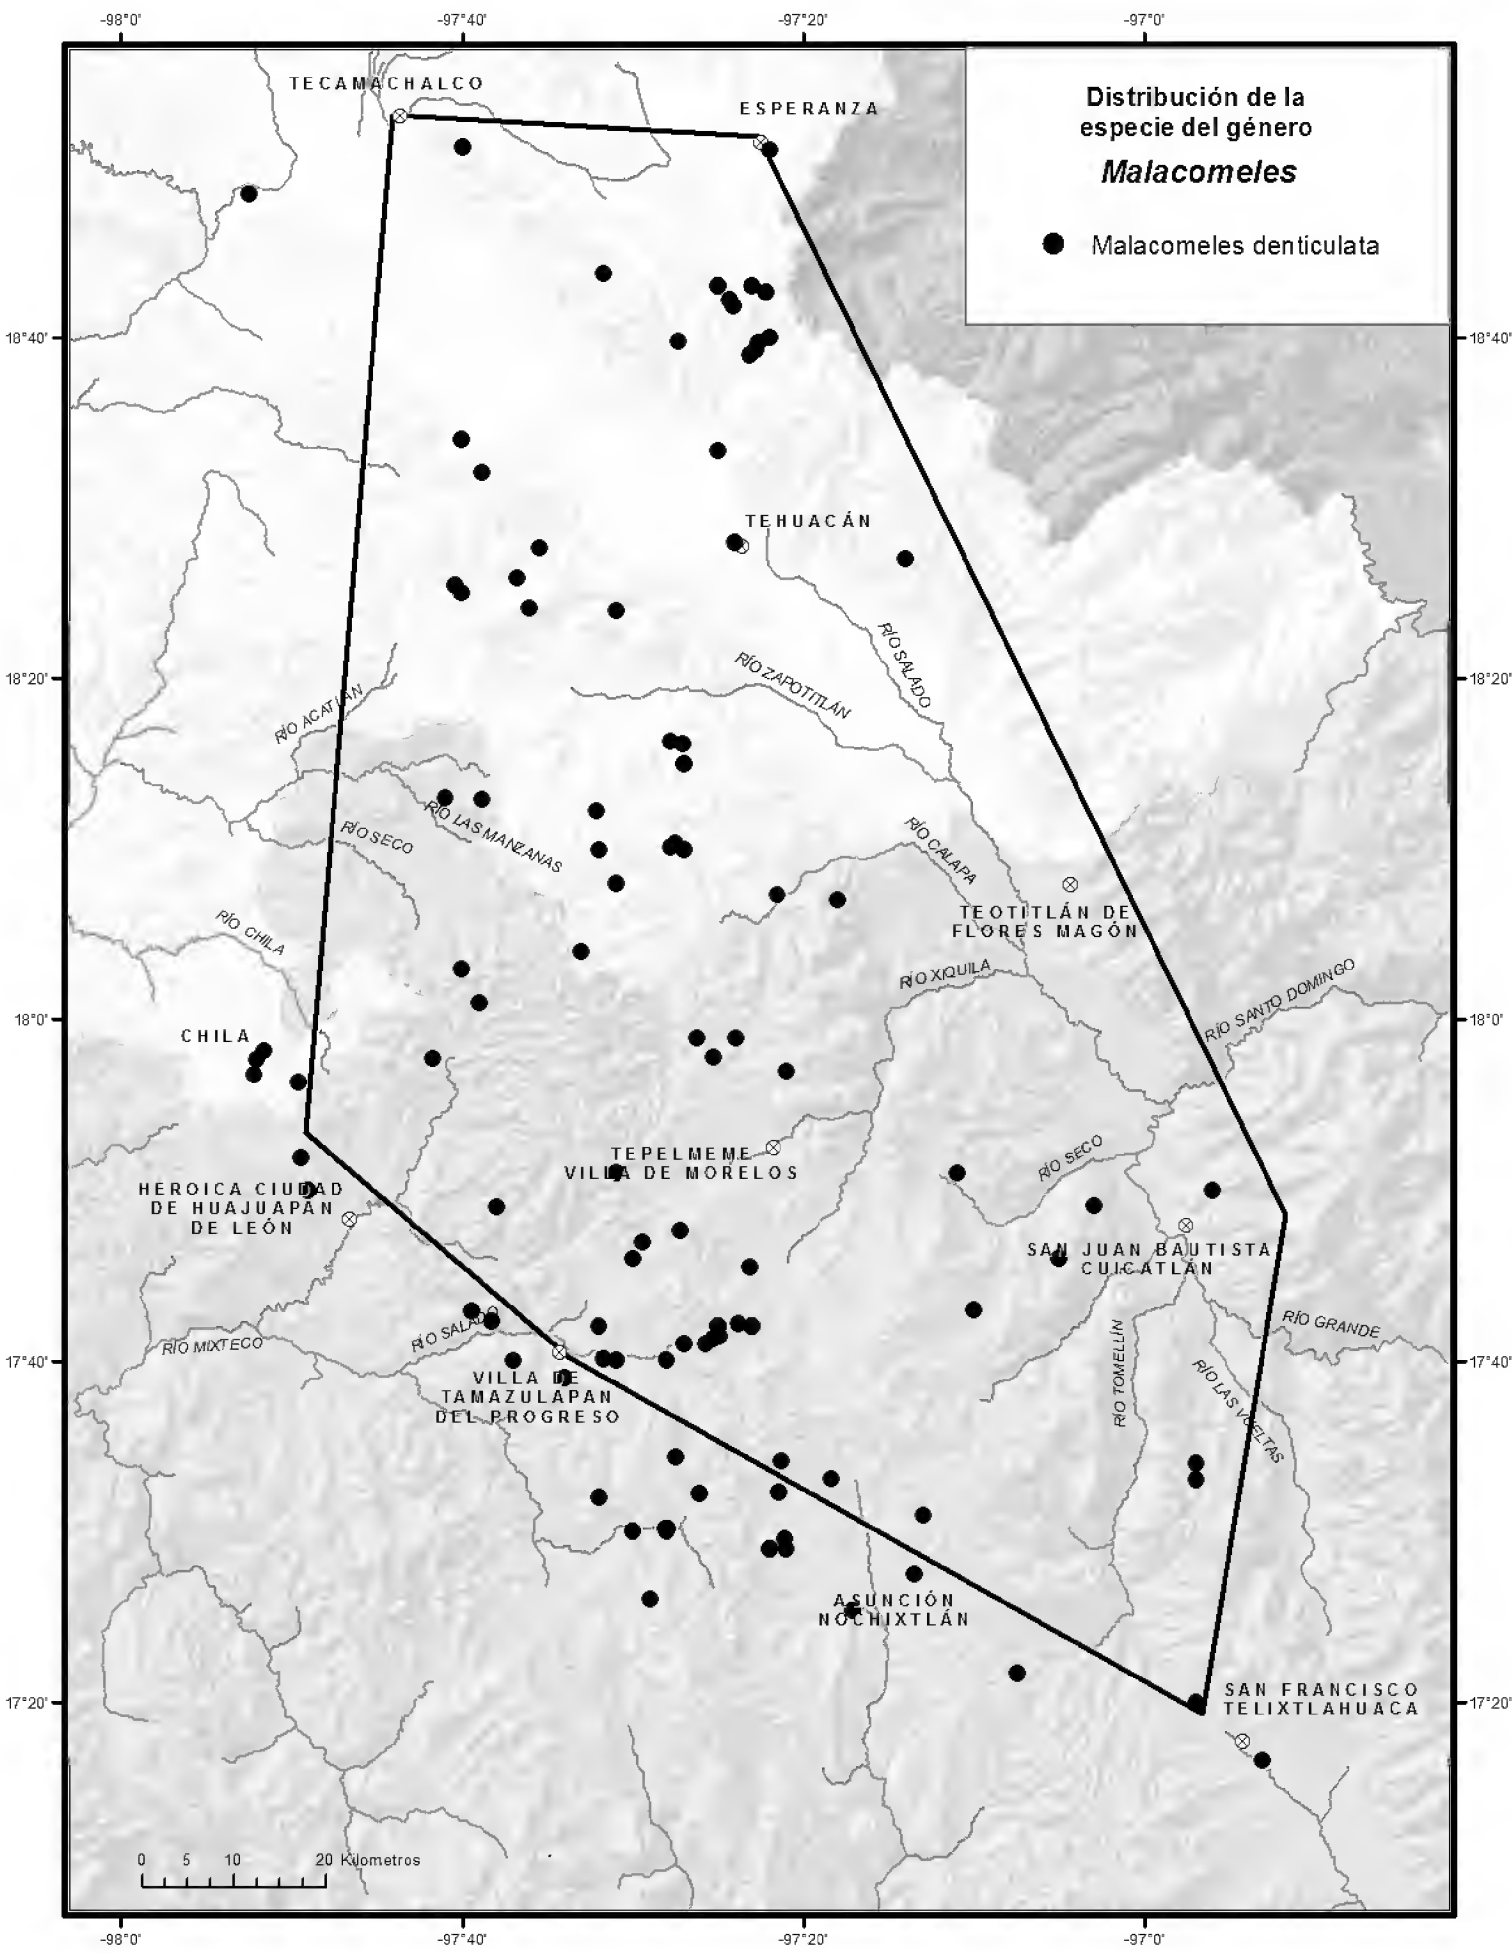 -98°0' -97°40' -97°20' -97°0'
TECAMACHALCO
ESPERANZA
Distribución de la
especie del género
Malacomeles
Malacomeles denticulata
18°40' 18°40'
TEHUACÁN
RÍO SALADO
RÍO ZAPOTITLÁN
18°20' 18°20'
RÍO ACATLÁN
RÍO LAS MANZANAS
RÍO SECO
RÍO CALAPA
RÍO CHILA
TEOTITLÁN DE
FLORES MAGÓN
RÍO XIQUILA
RÍO SANTO DOMINGO
18°0' 18°0'
CHILA
TEPELMEME
VILLA DE MORELOS
RÍO SECO
HEROICA CIUDAD
DE HUAJUAPAN
DE LEÓN
SAN JUAN BAUTISTA
CUICATLÁN
RÍO SALADO
RÍO MIXTECO
RÍO GRANDE
17°40' 17°40'
RÍO TOMELLÍN
RÍO LAS VUELTAS
VILLA DE
TAMAZULAPAN
DEL PROGRESO
ASUNCIÓN
NOCHIXTLÁN
17°20' 17°20'
SAN FRANCISCO
TELIXTLAHUACA
0 5 10 20 Kilometros
-98°0' -97°40' -97°20' -97°0'